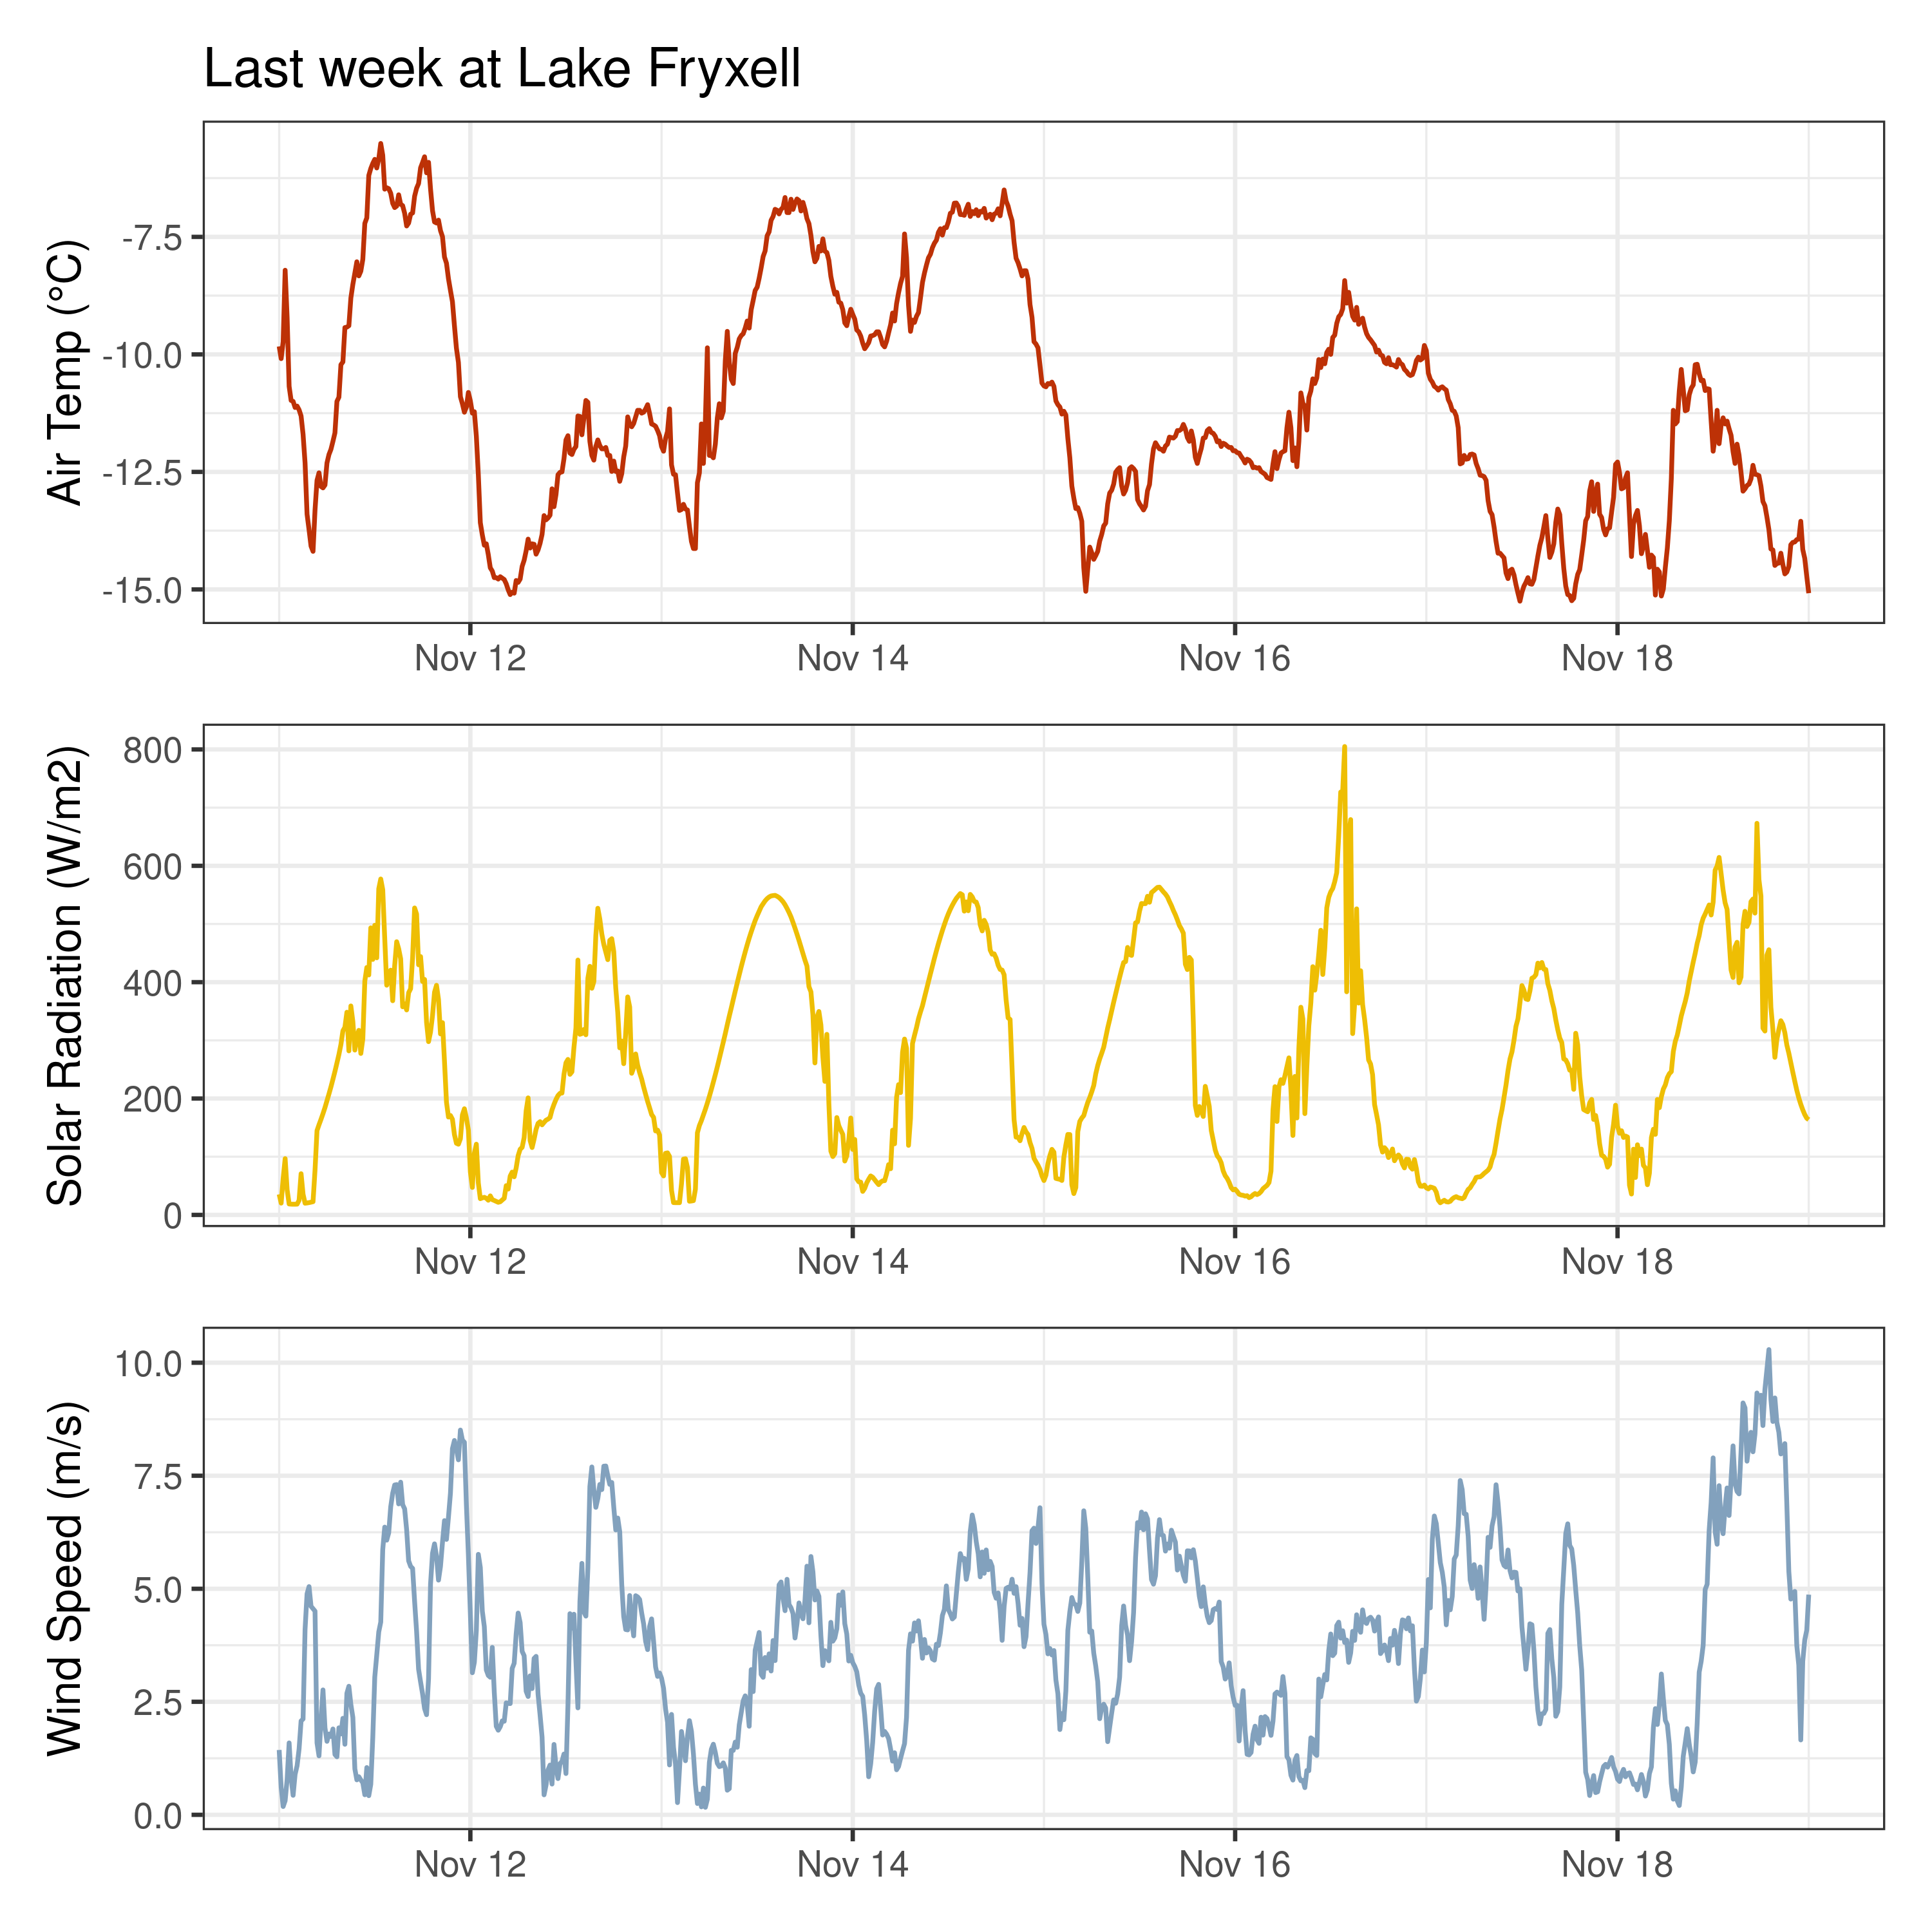 Last week at Lake Fryxell
Air Temp (°C)
-7.5
-10.0
-12.5
-15.0
Nov 12 Nov 14 Nov 16 Nov 18
Solar Radiation (W/m2)
800
600
400
200
0
Nov 12 Nov 14 Nov 16 Nov 18
Wind Speed (m/s)
10.0
7.5
5.0
2.5
0.0
Nov 12 Nov 14 Nov 16 Nov 18